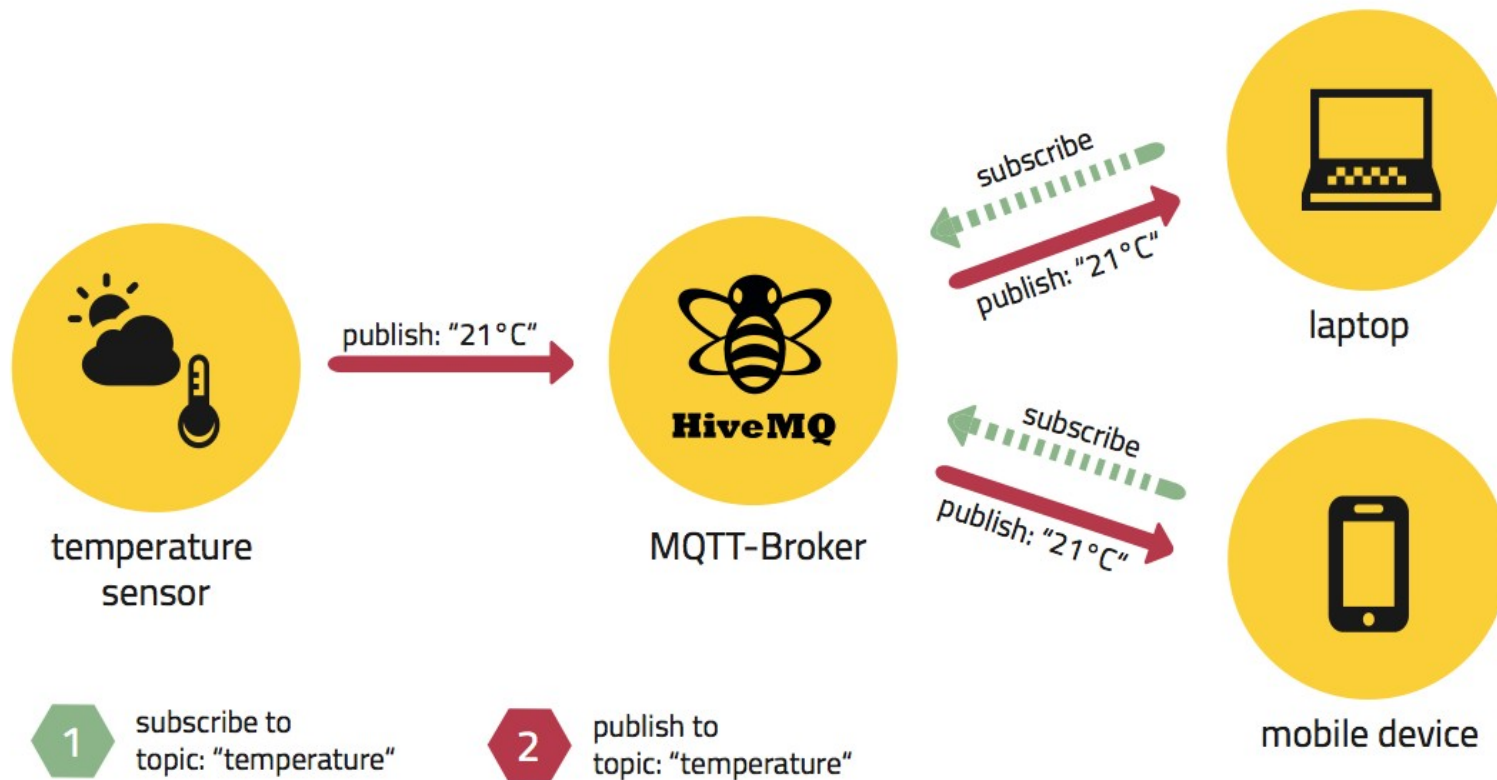 subscribe
publish: “21°C“
laptop
publish: “21°C“
HiveMQ
MQTT-Broker
temperature
sensor
subscribe
publish: “21°C“
mobile device
1
subscribe to
topic: “temperature“
2
publish to
topic: “temperature“